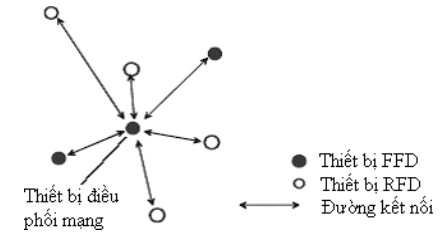 Thiết bị điều
phối mạng
Thiết bị FFD
Thiết bị RFD
Đường kết nối